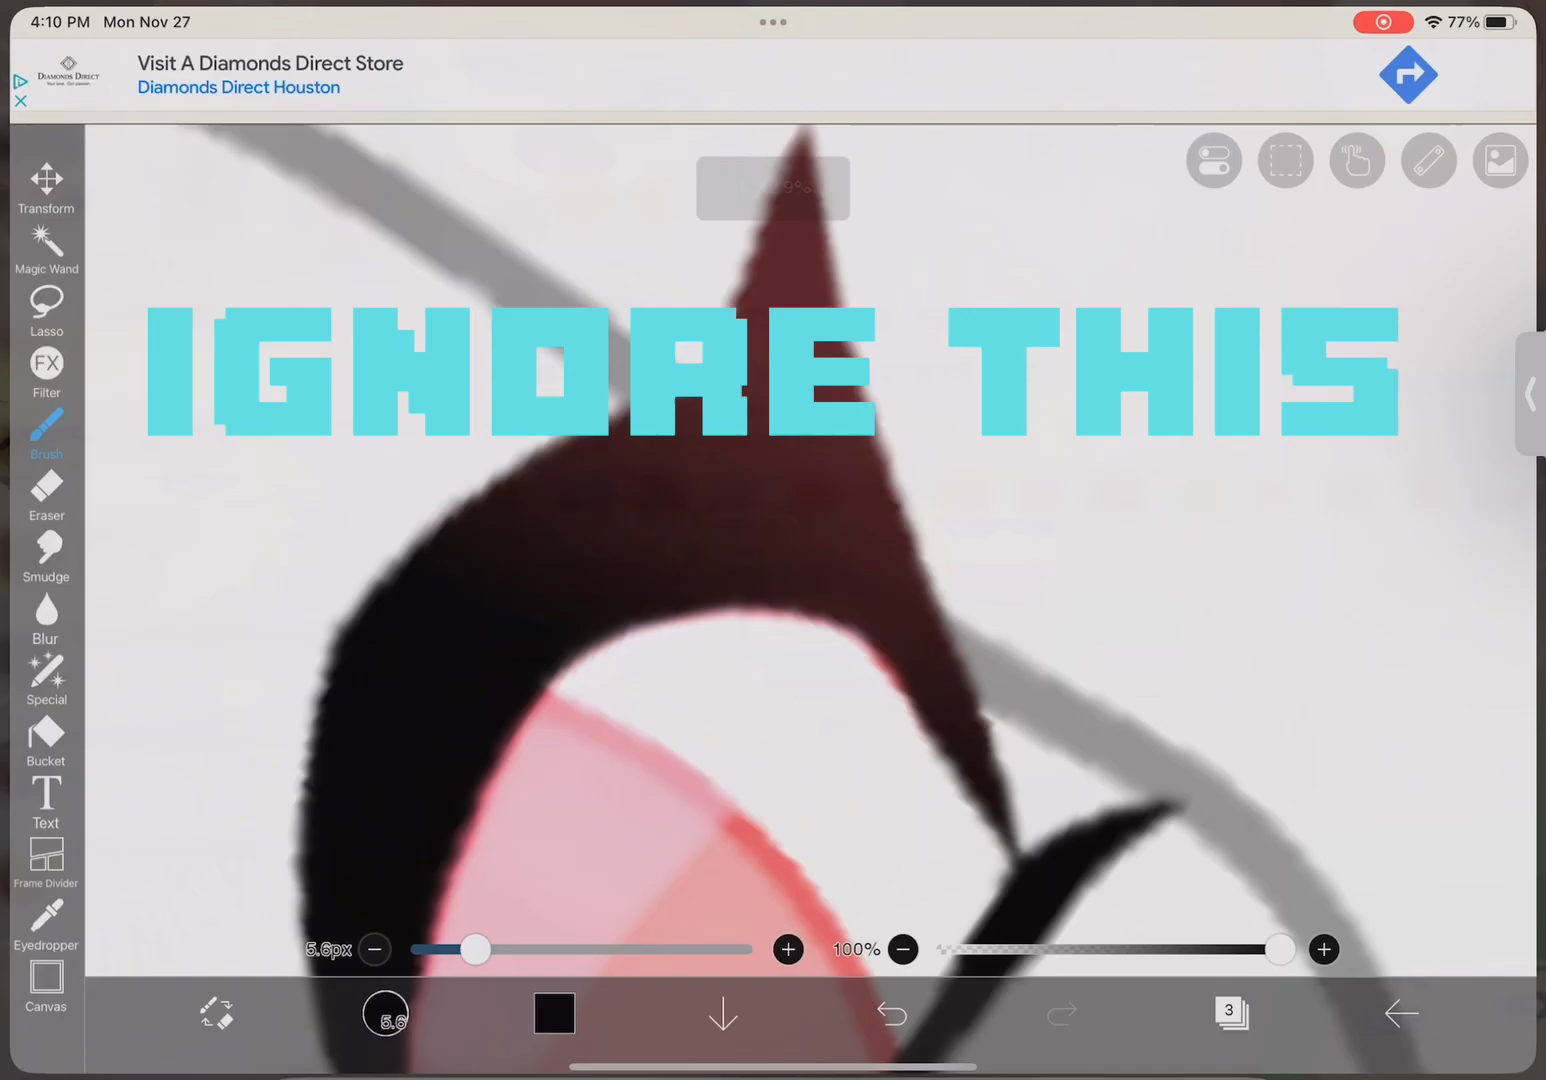 4:10 PM Mon Nov 27
77%
DIAMONDS DIRECT
Visit A Diamonds Direct Store
Diamonds Direct Houston
Transform
Magic Wand
Lasso
FX
Filter
Brush
Eraser
Smudge
Blur
Special
Bucket
T
Text
Frame Divider
Eyedropper
Canvas
IGNORE THIS
5.6px
100%
5.6
3